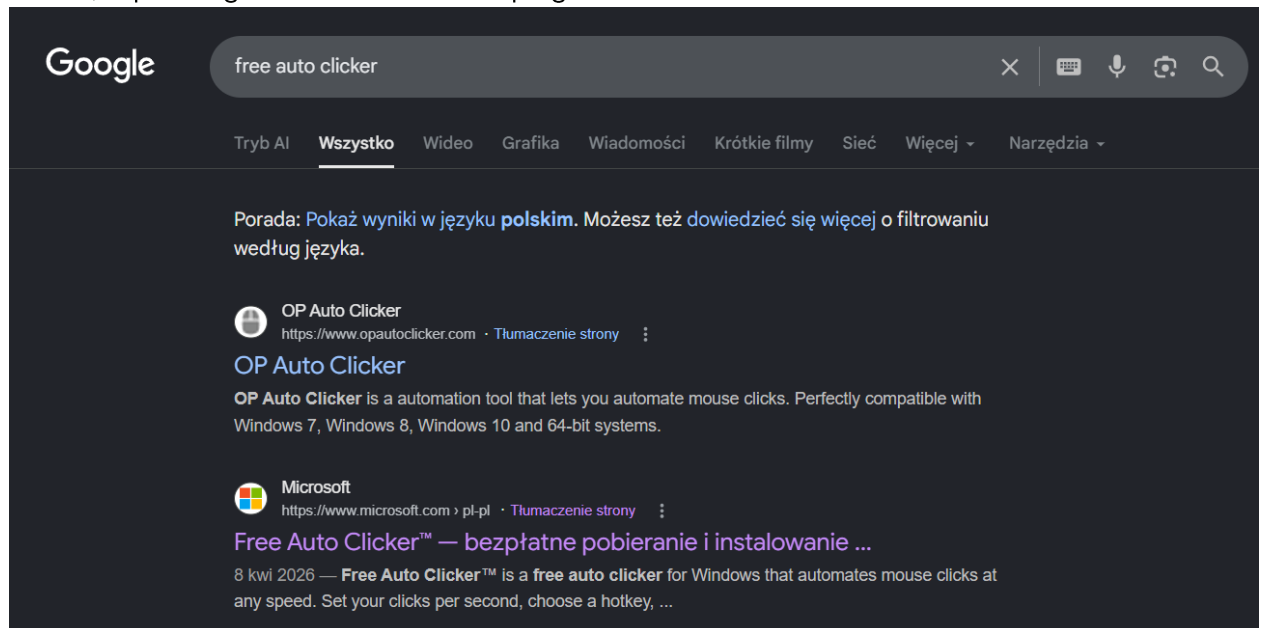 Google
free auto clicker
Tryb AI Wszystko Wideo Grafika Wiadomości Krótkie filmy Sieć Więcej Narzędzia
Porada: Pokaż wyniki w języku polskim. Możesz też dowiedzieć się więcej o filtrowaniu
według języka.
OP Auto Clicker
https://www.opautoclicker.com · Tłumaczenie strony
OP Auto Clicker
OP Auto Clicker is a automation tool that lets you automate mouse clicks. Perfectly compatible with
Windows 7, Windows 8, Windows 10 and 64-bit systems.
Microsoft
https://www.microsoft.com › pl-pl · Tłumaczenie strony
Free Auto Clicker™ — bezpłatne pobieranie i instalowanie ...
8 kwi 2026 — Free Auto Clicker™ is a free auto clicker for Windows that automates mouse clicks at
any speed. Set your clicks per second, choose a hotkey, ...